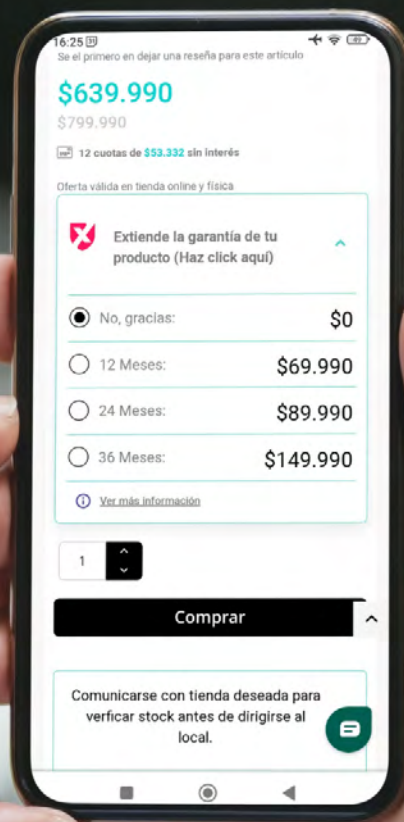 16:25 31
49
Se el primero en dejar una reseña para este artículo
$639.990
$799.990
12 cuotas de $53.332 sin interés
Oferta válida en tienda online y física
Extiende la garantía de tu
producto (Haz click aquí)
No, gracias: $0
12 Meses: $69.990
24 Meses: $89.990
36 Meses: $149.990
Ver más información
1
Comprar
Comunicarse con tienda deseada para
verficar stock antes de dirigirse al
local.